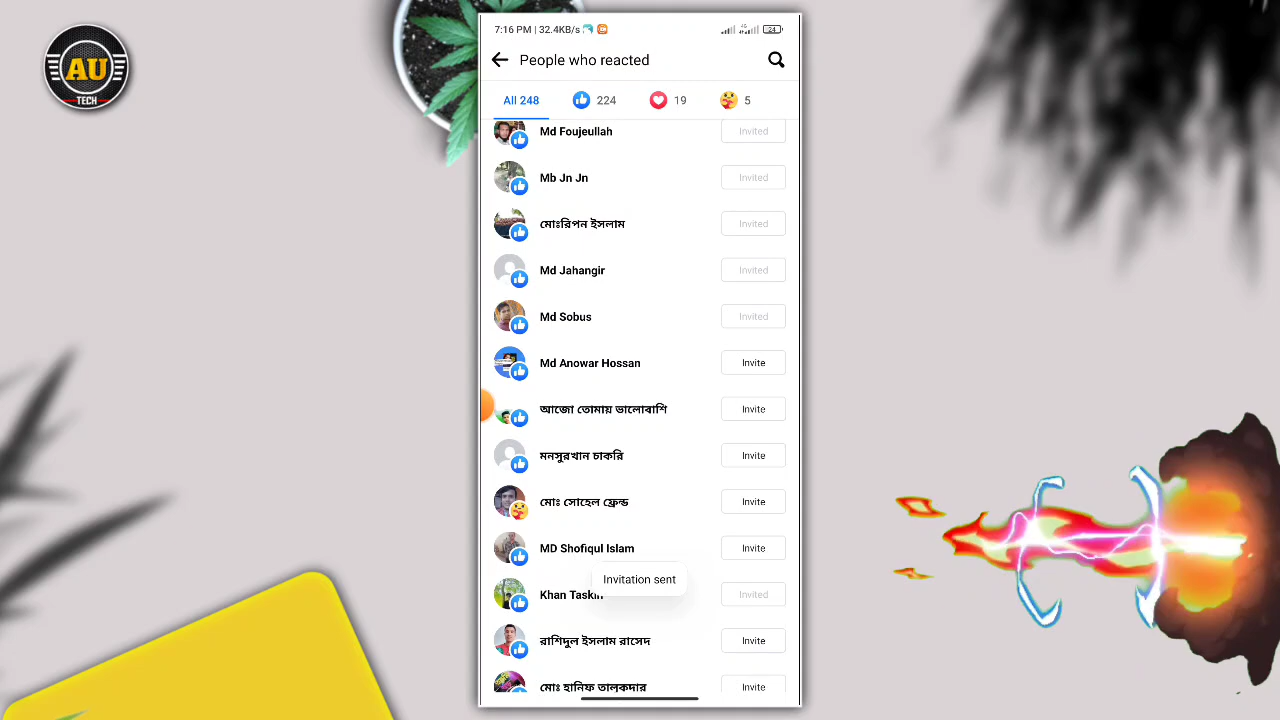 AU
TECH
7:16 PM | 32.4KB/s 24
People who reacted
All 248 224 19 5
Md Foujeullah Invited
Mb Jn Jn Invited
মোঃরিপন ইসলাম Invited
Md Jahangir Invited
Md Sobus Invited
Md Anowar Hossan Invite
আজো তোমায় ভালোবাশি Invite
মনসুরখান চাকরি Invite
মোঃ সোহেল ফ্রেন্ড Invite
MD Shofiqul Islam Invite
Invitation sent
Khan Taskin Invited
রাশিদুল ইসলাম রাসেদ Invite
মোঃ হানিফ তালুকদার Invite